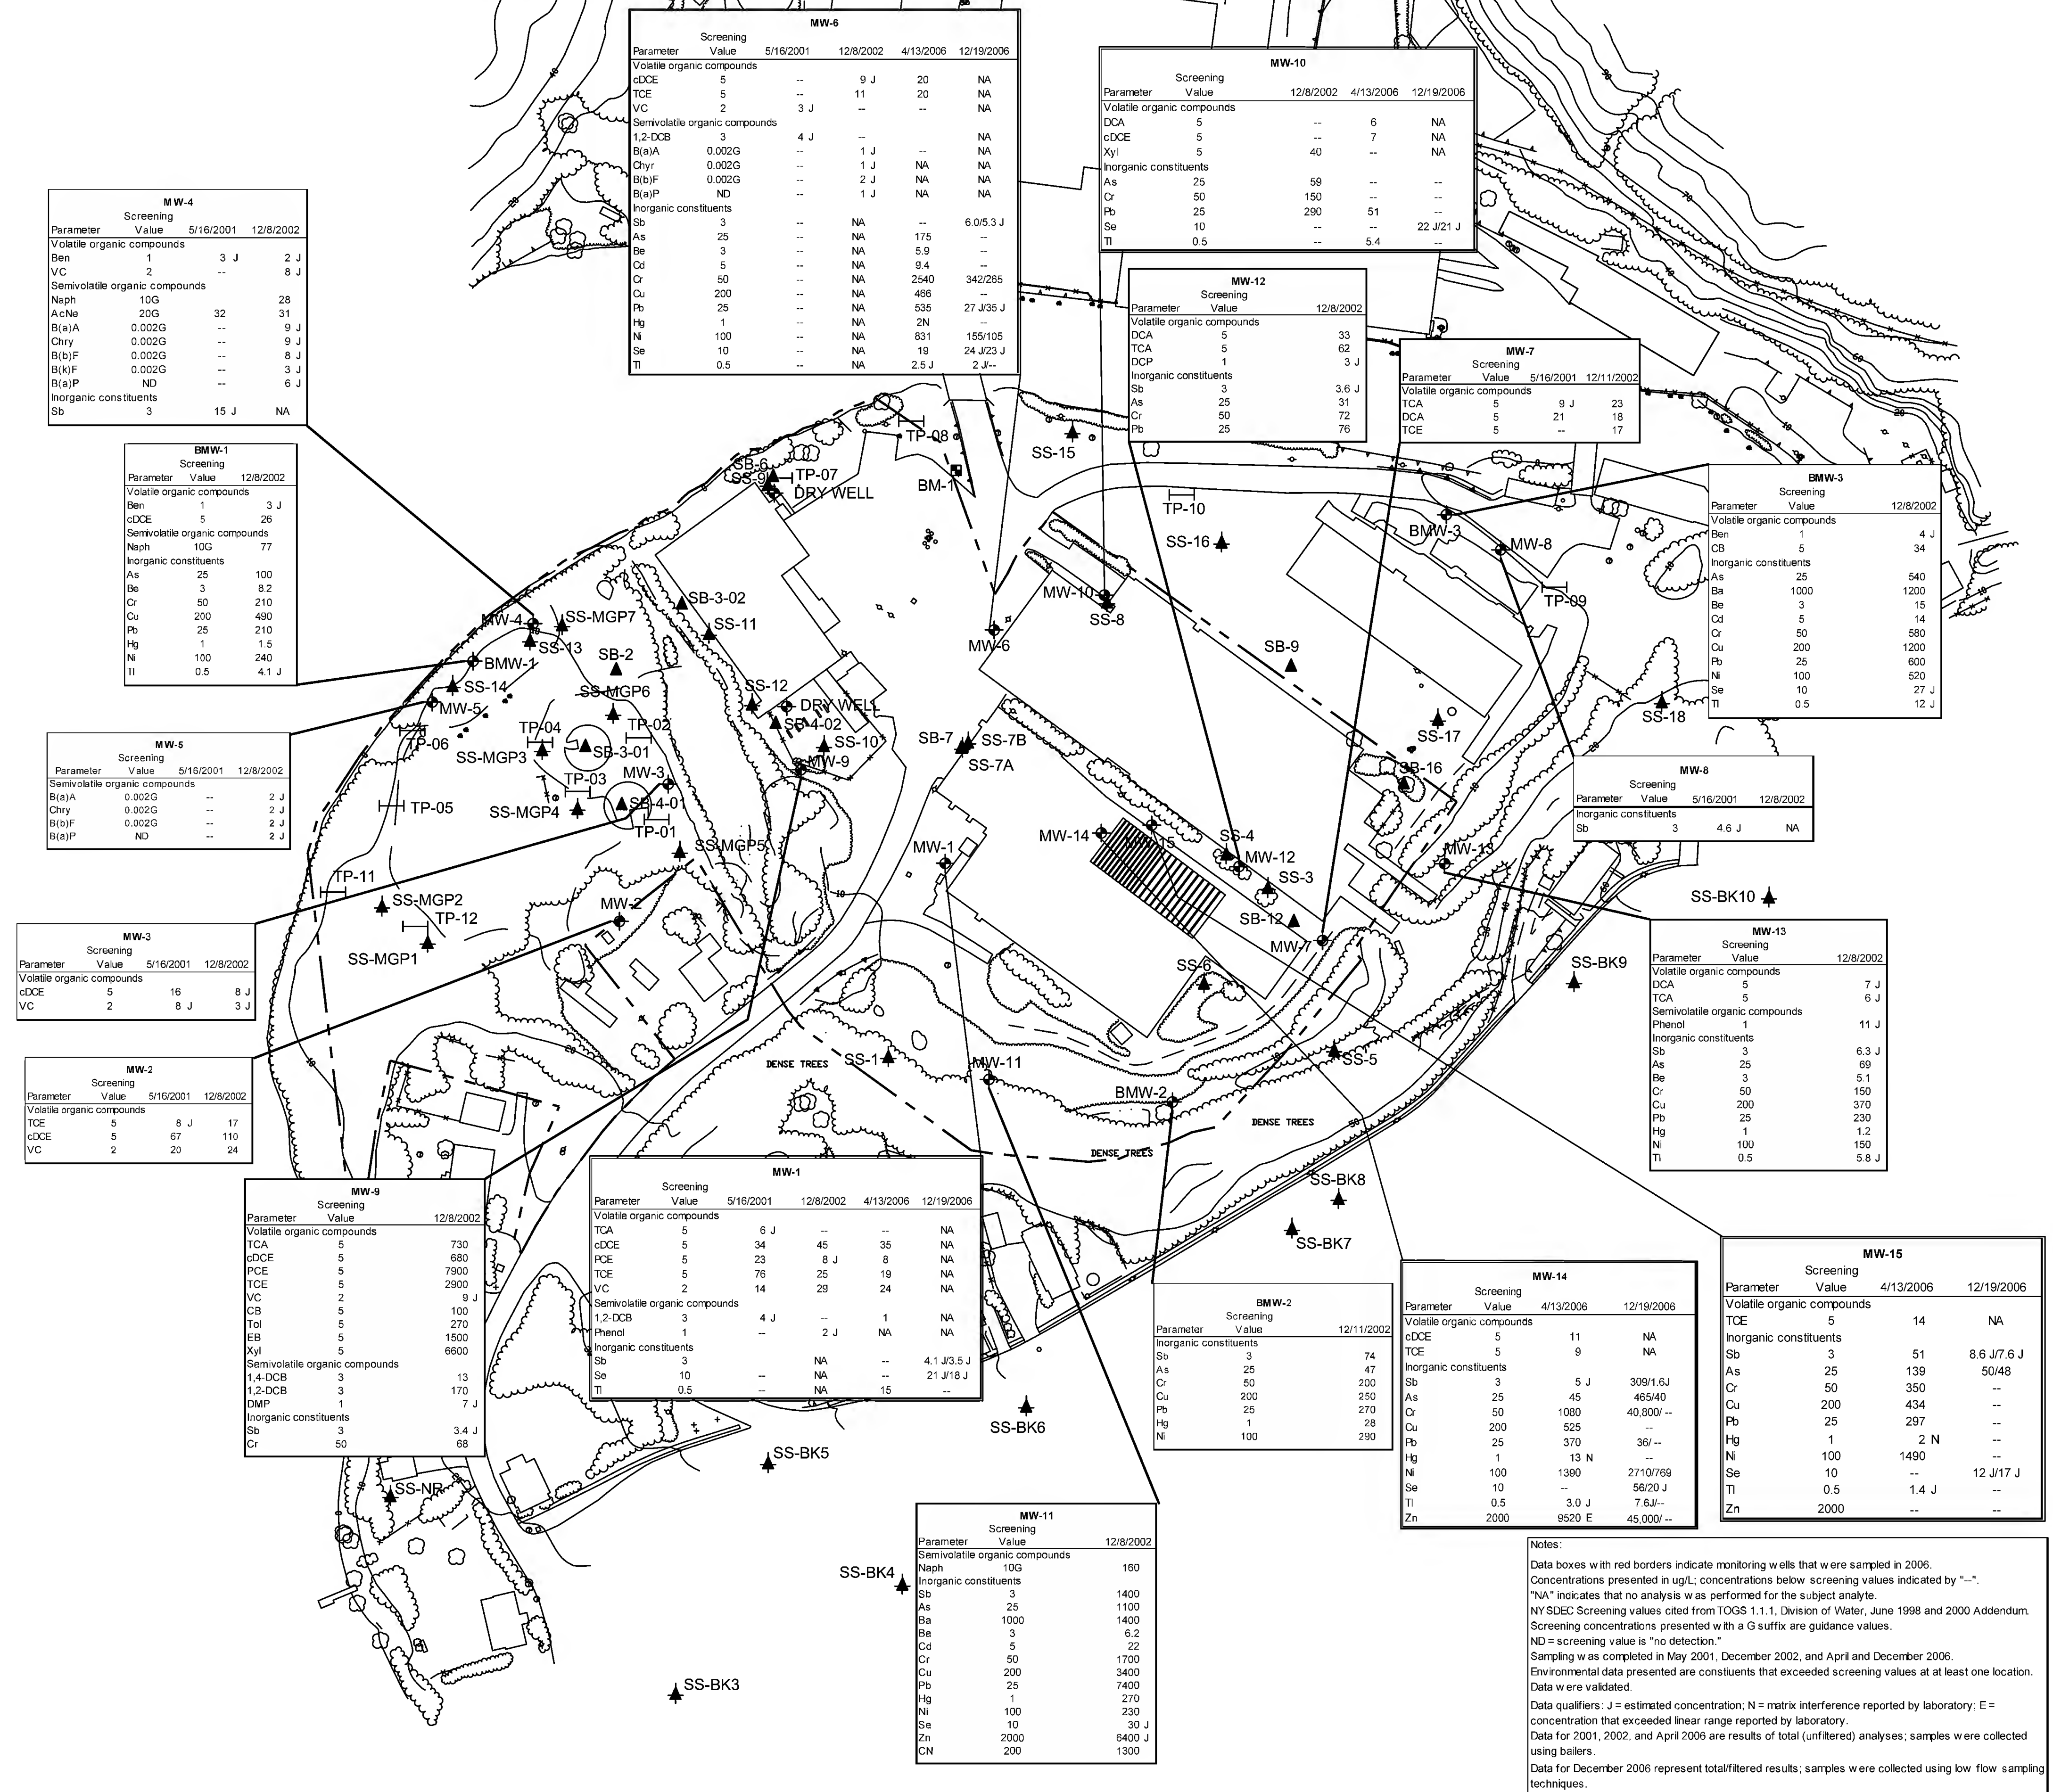 MW-6
Screening
Parameter Value 5/16/2001 12/8/2002 4/13/2006 12/19/2006
Volatile organic compounds
cDCE 5 -- 9 J 20 NA
TCE 5 -- 11 20 NA
VC 2 3 J -- -- NA
Semivolatile organic compounds
1,2-DCB 3 4 J -- NA
B(a)A 0.002G -- 1 J -- NA
Chyr 0.002G -- 1 J NA NA
B(b)F 0.002G -- 2 J NA NA
B(a)P ND -- 1 J NA NA
Inorganic constituents
Sb 3 -- NA -- 6.0/5.3 J
As 25 -- NA 175 --
Be 3 -- NA 5.9 --
Cd 5 -- NA 9.4 --
Cr 50 -- NA 2540 342/265
Cu 200 -- NA 466 --
Pb 25 -- NA 535 27 J/35 J
Hg 1 -- NA 2N --
Ni 100 -- NA 831 155/105
Se 10 -- NA 19 24 J/23 J
Tl 0.5 -- NA 2.5 J 2 J/--
MW-10
Screening
Parameter Value 12/8/2002 4/13/2006 12/19/2006
Volatile organic compounds
DCA 5 -- 6 NA
cDCE 5 -- 7 NA
Xyl 5 40 -- NA
Inorganic constituents
As 25 59 -- --
Cr 50 150 -- --
Pb 25 290 51 --
Se 10 -- -- 22 J/21 J
Tl 0.5 -- 5.4 --
MW-4
Screening
Parameter Value 5/16/2001 12/8/2002
Volatile organic compounds
Ben 1 3 J 2 J
VC 2 -- 8 J
Semivolatile organic compounds
Naph 10G 28
AcNe 20G 32 31
B(a)A 0.002G -- 9 J
Chry 0.002G -- 9 J
B(b)F 0.002G -- 8 J
B(k)F 0.002G -- 3 J
B(a)P ND -- 6 J
Inorganic constituents
Sb 3 15 J NA
MW-12
Screening
Parameter Value 12/8/2002
Volatile organic compounds
DCA 5 33
TCA 5 62
DCP 1 3 J
Inorganic constituents
Sb 3 3.6 J
As 25 31
Cr 50 72
Pb 25 76
MW-7
Screening
Parameter Value 5/16/2001 12/11/2002
Volatile organic compounds
TCA 5 9 J 23
DCA 5 21 18
TCE 5 -- 17
BMW-1
Screening
Parameter Value 12/8/2002
Volatile organic compounds
Ben 1 3 J
cDCE 5 26
Semivolatile organic compounds
Naph 10G 77
Inorganic constituents
As 25 100
Be 3 8.2
Cr 50 210
Cu 200 490
Pb 25 210
Hg 1 1.5
Ni 100 240
Tl 0.5 4.1 J
BMW-3
Screening
Parameter Value 12/8/2002
Volatile organic compounds
Ben 1 4 J
CB 5 34
Inorganic constituents
As 25 540
Ba 1000 1200
Be 3 15
Cd 5 14
Cr 50 580
Cu 200 1200
Pb 25 600
Ni 100 520
Se 10 27 J
Tl 0.5 12 J
MW-5
Screening
Parameter Value 5/16/2001 12/8/2002
Semivolatile organic compounds
B(a)A 0.002G -- 2 J
Chry 0.002G -- 2 J
B(b)F 0.002G -- 2 J
B(a)P ND -- 2 J
MW-8
Screening
Parameter Value 5/16/2001 12/8/2002
Inorganic constituents
Sb 3 4.6 J NA
MW-3
Screening
Parameter Value 5/16/2001 12/8/2002
Volatile organic compounds
cDCE 5 16 8 J
VC 2 8 J 3 J
MW-13
Screening
Parameter Value 12/8/2002
Volatile organic compounds
DCA 5 7 J
TCA 5 6 J
Semivolatile organic compounds
Phenol 1 11 J
Inorganic constituents
Sb 3 6.3 J
As 25 69
Be 3 5.1
Cr 50 150
Cu 200 370
Pb 25 230
Hg 1 1.2
Ni 100 150
Tl 0.5 5.8 J
MW-2
Screening
Parameter Value 5/16/2001 12/8/2002
Volatile organic compounds
TCE 5 8 J 17
cDCE 5 67 110
VC 2 20 24
MW-9
Screening
Parameter Value 12/8/2002
Volatile organic compounds
TCA 5 730
cDCE 5 680
PCE 5 7900
TCE 5 2900
VC 2 9 J
CB 5 100
Tol 5 270
EB 5 1500
Xyl 5 6600
Semivolatile organic compounds
1,4-DCB 3 13
1,2-DCB 3 170
DMP 1 7 J
Inorganic constituents
Sb 3 3.4 J
Cr 50 68
MW-1
Screening
Parameter Value 5/16/2001 12/8/2002 4/13/2006 12/19/2006
Volatile organic compounds
TCA 5 6 J -- -- NA
cDCE 5 34 45 35 NA
PCE 5 23 8 J 8 NA
TCE 5 76 25 19 NA
VC 2 14 29 24 NA
Semivolatile organic compounds
1,2-DCB 3 4 J -- 1 NA
Phenol 1 -- 2 J NA NA
Inorganic constituents
Sb 3 NA -- 4.1 J/3.5 J
Se 10 -- NA -- 21 J/18 J
Tl 0.5 -- NA 15 --
BMW-2
Screening
Parameter Value 12/11/2002
Inorganic constituents
Sb 3 74
As 25 47
Cr 50 200
Cu 200 250
Pb 25 270
Hg 1 28
Ni 100 290
MW-14
Screening
Parameter Value 4/13/2006 12/19/2006
Volatile organic compounds
cDCE 5 11 NA
TCE 5 9 NA
Inorganic constituents
Sb 3 5 J 309/1.6J
As 25 45 465/40
Cr 50 1080 40,800/ --
Cu 200 525 --
Pb 25 370 36/ --
Hg 1 13 N --
Ni 100 1390 2710/769
Se 10 -- 56/20 J
Tl 0.5 3.0 J 7.6J/--
Zn 2000 9520 E 45,000/ --
MW-15
Screening
Parameter Value 4/13/2006 12/19/2006
Volatile organic compounds
TCE 5 14 NA
Inorganic constituents
Sb 3 51 8.6 J/7.6 J
As 25 139 50/48
Cr 50 350 --
Cu 200 434 --
Pb 25 297 --
Hg 1 2 N --
Ni 100 1490 --
Se 10 -- 12 J/17 J
Tl 0.5 1.4 J --
Zn 2000 -- --
MW-11
Screening
Parameter Value 12/8/2002
Semivolatile organic compounds
Naph 10G 160
Inorganic constituents
Sb 3 1400
As 25 1100
Ba 1000 1400
Be 3 6.2
Cd 5 22
Cr 50 1700
Cu 200 3400
Pb 25 7400
Hg 1 270
Ni 100 230
Se 10 30 J
Zn 2000 6400 J
CN 200 1300
TP-08
SS-15
SB-6
SS-9
TP-07
DRY WELL
BM-1
TP-10
SS-16
BMW-3
MW-8
TP-09
MW-10
SS-8
MW-6
SB-3-02
SS-11
MW-4
SS-MGP7
SS-13
BMW-1
SB-2
SS-14
SS-MGP6
MW-5
SS-12
DRY WELL
SB-4-02
SS-10
MW-9
SB-9
SS-17
SS-18
SB-16
TP-06
TP-04
TP-02
SS-MGP3
SB-3-01
MW-3
TP-03
SB-4-01
SS-MGP4
TP-01
TP-05
SS-MGP5
SB-7
SS-7B
SS-7A
MW-14
MW-15
SS-4
MW-12
SS-3
SB-12
MW-7
MW-13
MW-1
TP-11
SS-MGP2
TP-12
SS-MGP1
MW-2
SS-6
SS-BK10
SS-BK9
DENSE TREES
SS-1
MW-11
BMW-2
SS-5
DENSE TREES
DENSE TREES
SS-BK8
SS-BK7
SS-BK6
SS-BK5
SS-NR
SS-BK4
SS-BK3
Notes:
Data boxes with red borders indicate monitoring wells that were sampled in 2006.
Concentrations presented in ug/L; concentrations below screening values indicated by "--".
"NA" indicates that no analysis was performed for the subject analyte.
NYSDEC Screening values cited from TOGS 1.1.1, Division of Water, June 1998 and 2000 Addendum.
Screening concentrations presented with a G suffix are guidance values.
ND = screening value is "no detection."
Sampling was completed in May 2001, December 2002, and April and December 2006.
Environmental data presented are constiuents that exceeded screening values at at least one location.
Data were validated.
Data qualifiers: J = estimated concentration; N = matrix interference reported by laboratory; E =
concentration that exceeded linear range reported by laboratory.
Data for 2001, 2002, and April 2006 are results of total (unfiltered) analyses; samples were collected
using bailers.
Data for December 2006 represent total/filtered results; samples were collected using low flow sampling
techniques.